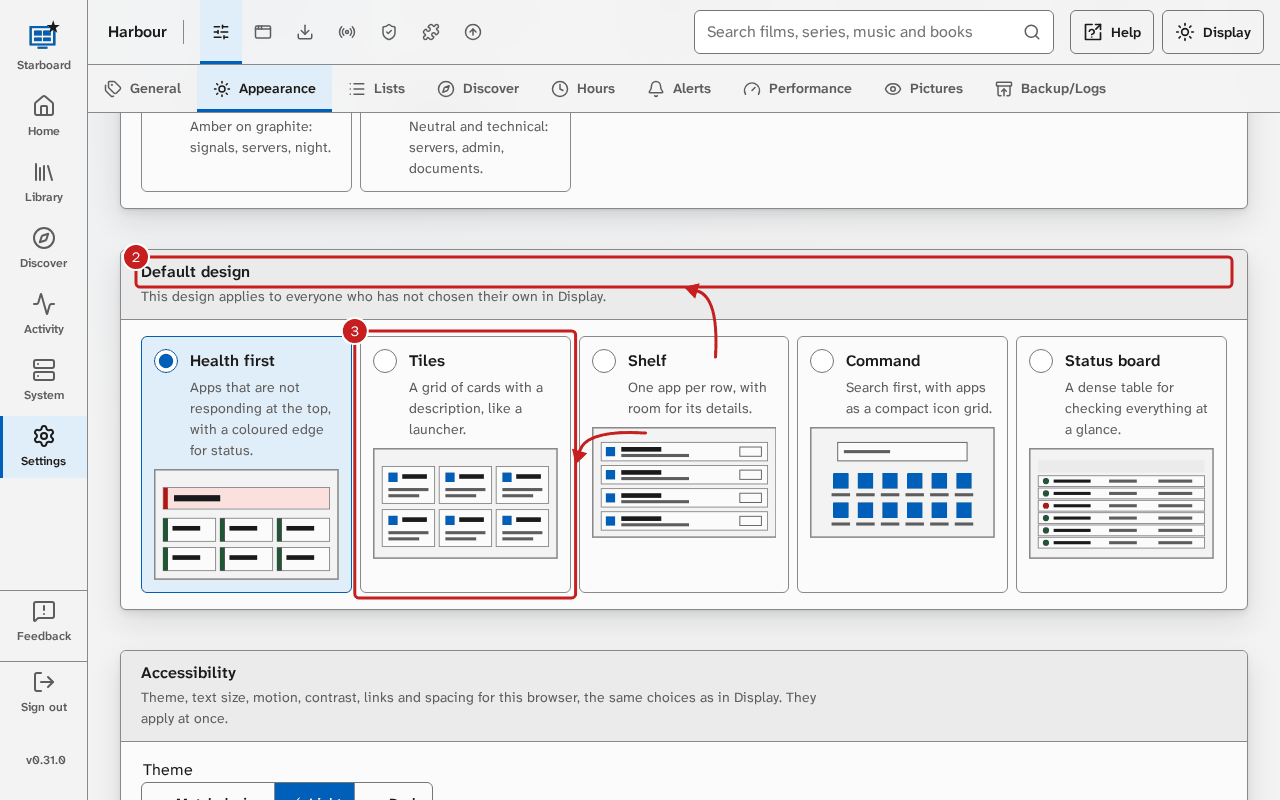 Starboard
Home
Library
Discover
Activity
System
Settings
Feedback
Sign out
v0.31.0
Harbour
Search films, series, music and books
Help
Display
General
Appearance
Lists
Discover
Hours
Alerts
Performance
Pictures
Backup/Logs
Amber on graphite:
signals, servers, night.
Neutral and technical:
servers, admin,
documents.
2
Default design
This design applies to everyone who has not chosen their own in Display.
Health first
Apps that are not
responding at the top,
with a coloured edge
for status.
3
Tiles
A grid of cards with a
description, like a
launcher.
Shelf
One app per row, with
room for its details.
Command
Search first, with apps
as a compact icon grid.
Status board
A dense table for
checking everything at
a glance.
Accessibility
Theme, text size, motion, contrast, links and spacing for this browser, the same choices as in Display. They
apply at once.
Theme